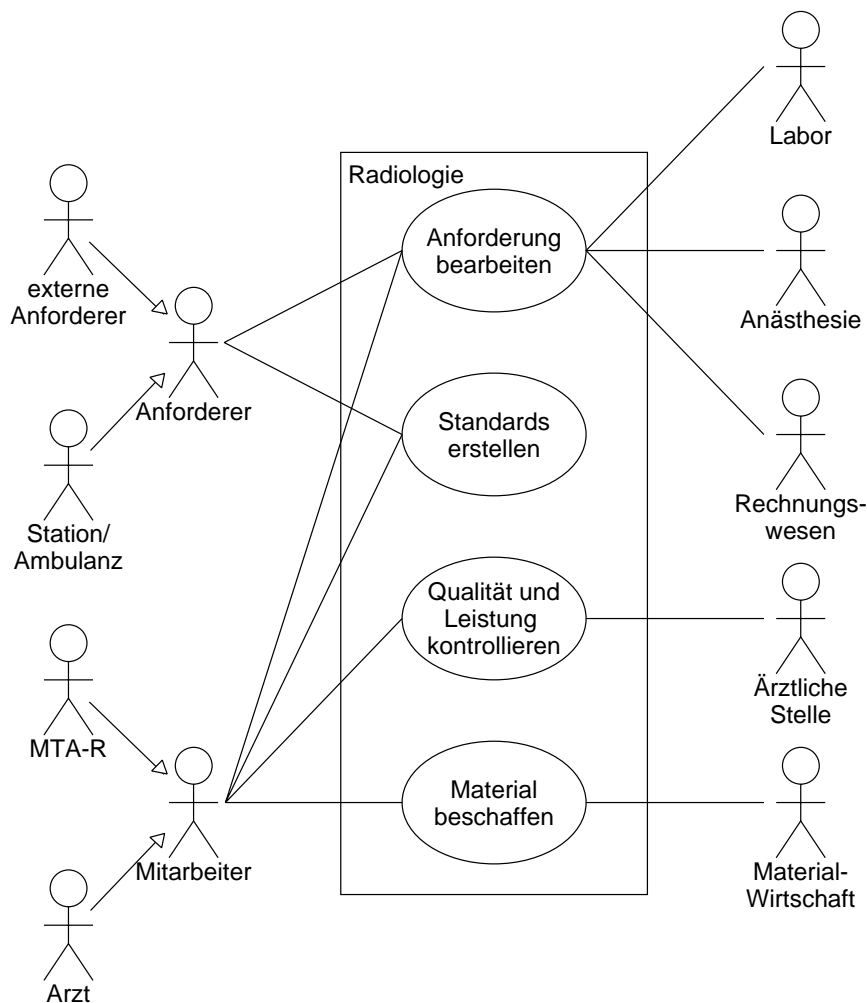 Labor
Radiologie
Anforderung
bearbeiten
externe
Anforderer
Anästhesie
Anforderer
Standards
erstellen
Station/
Ambulanz
Rechnungs-
wesen
Qualität und
Leistung
kontrollieren
Ärztliche
Stelle
MTA-R
Material
beschaffen
Mitarbeiter
Material-
Wirtschaft
Arzt